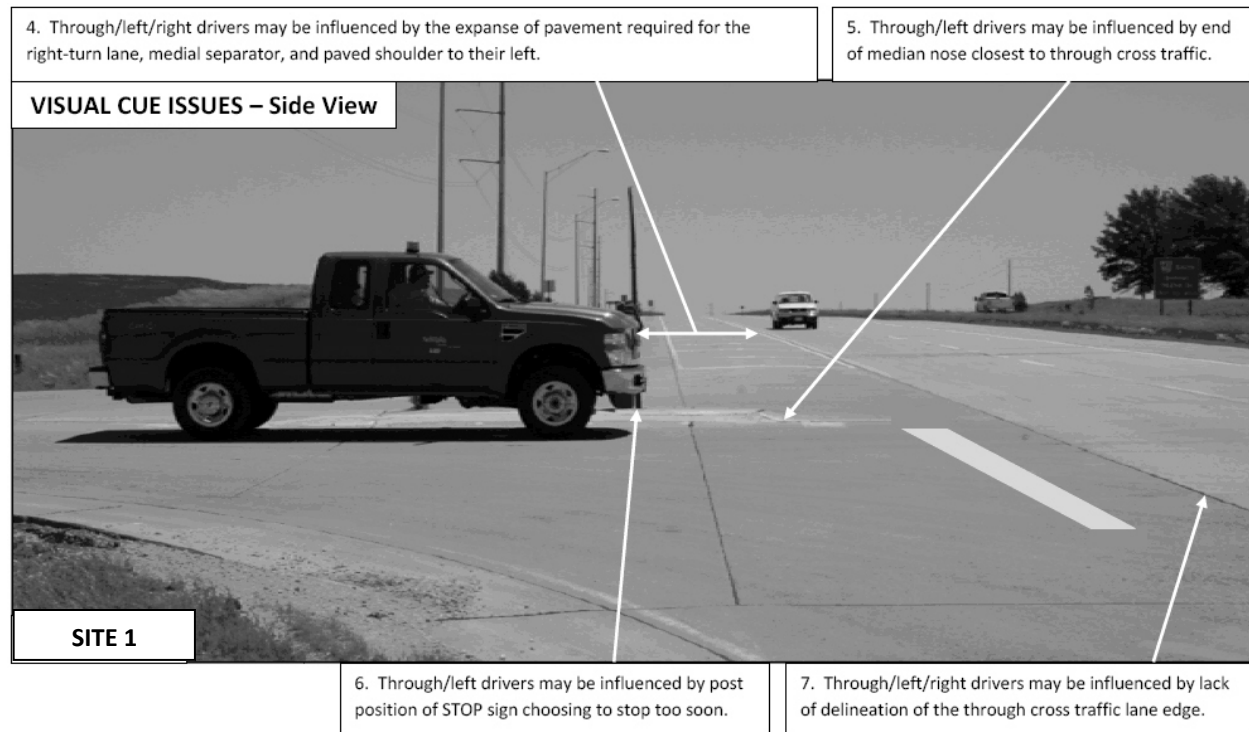 4. Through/left/right drivers may be influenced by the expanse of pavement required for the
right-turn lane, medial separator, and paved shoulder to their left.
5. Through/left drivers may be influenced by end
of median nose closest to through cross traffic.
VISUAL CUE ISSUES – Side View
SITE 1
6. Through/left drivers may be influenced by post
position of STOP sign choosing to stop too soon.
7. Through/left/right drivers may be influenced by lack
of delineation of the through cross traffic lane edge.